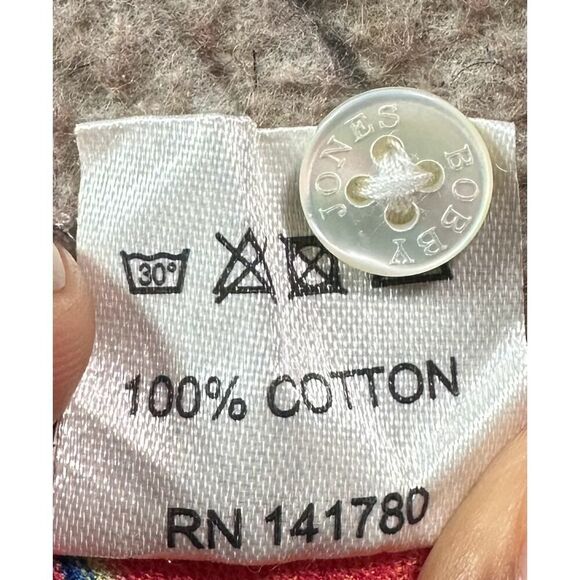 BOBBY JONES
30°
100% COTTON
RN 141780